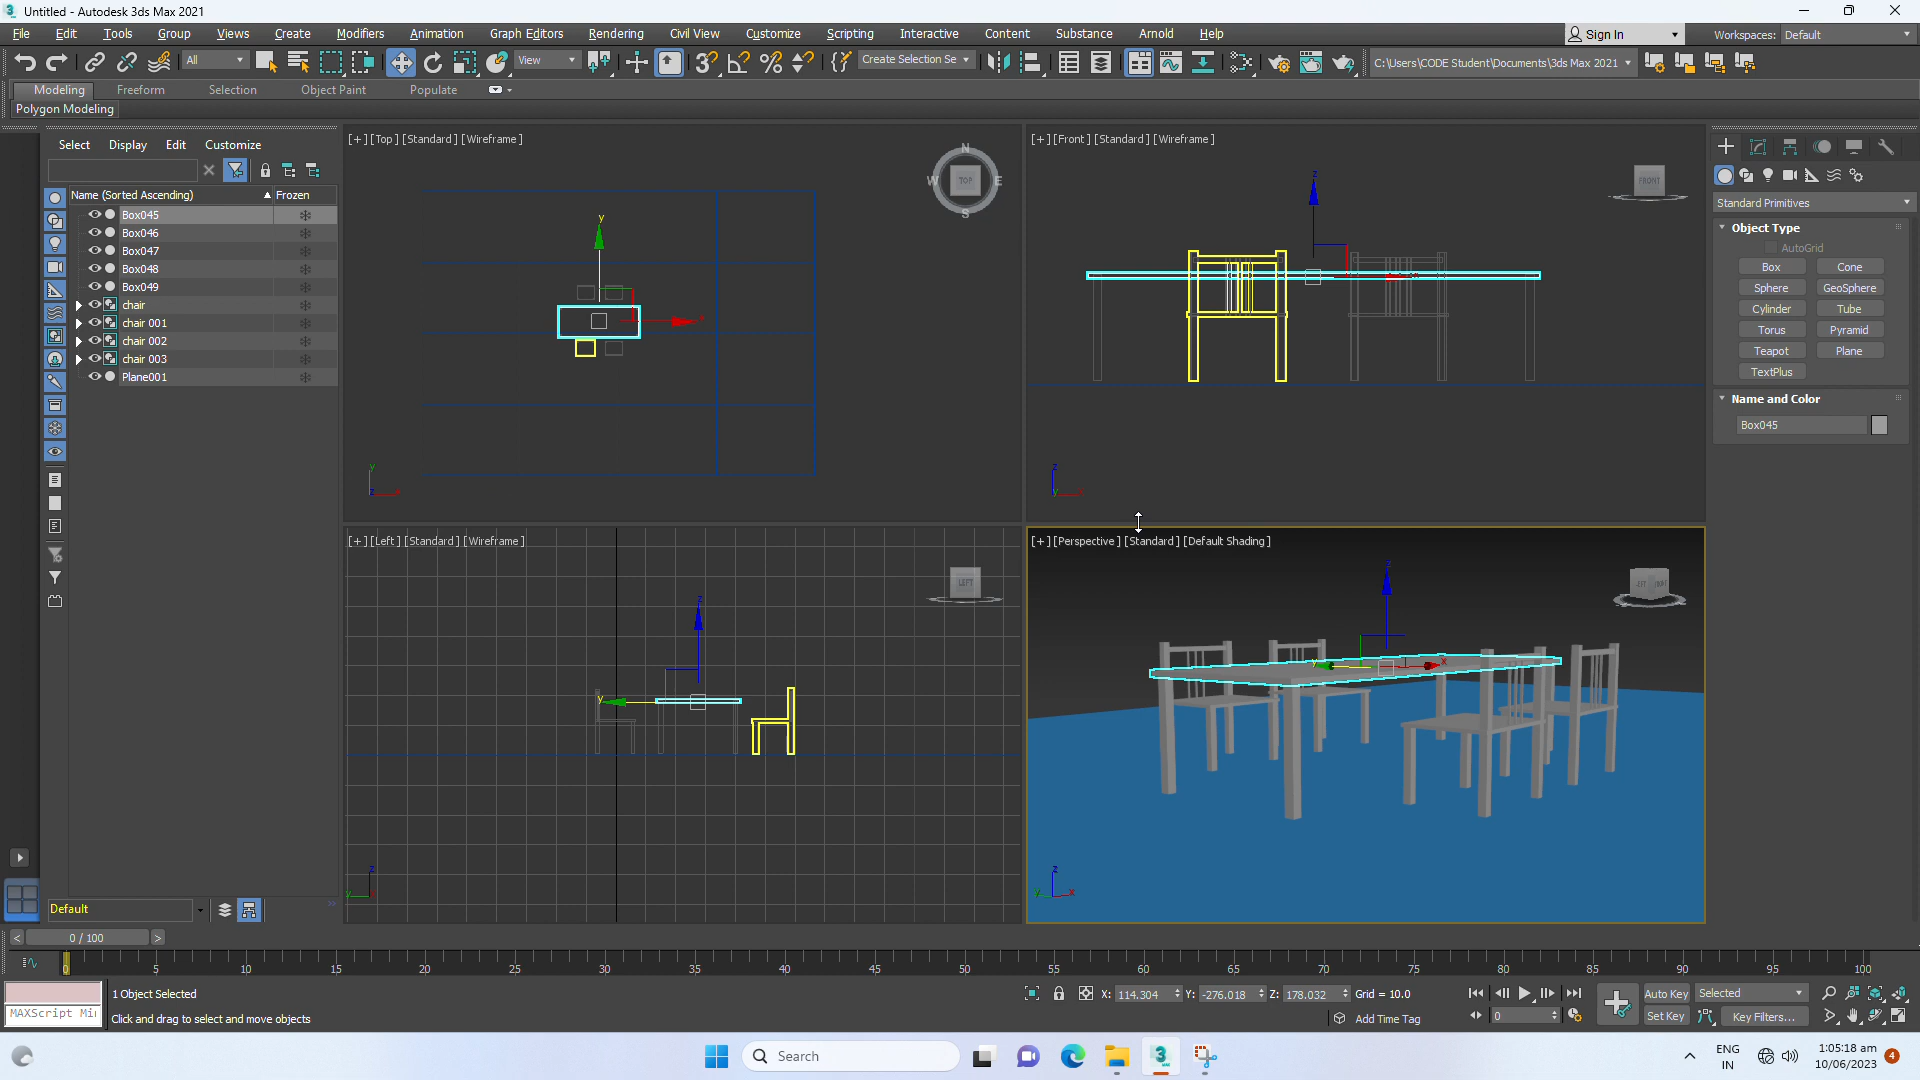 Untitled - Autodesk 3ds Max 2021
File Edit Tools Group Views Create Modifiers Animation Graph Editors Rendering Civil View Customize Scripting Interactive Content Substance Arnold Help
Sign In Workspaces: Default
All View Create Selection Se C:\Users\CODE Student\Documents\3ds Max 2021
Modeling Freeform Selection Object Paint Populate
Polygon Modeling
Select Display Edit Customize
Name (Sorted Ascending) Frozen
Box045
Box046
Box047
Box048
Box049
chair
chair 001
chair 002
chair 003
Plane001
Default
[+] [Top] [Standard] [Wireframe]
N
W TOP E
S
y
x
y
z
[+] [Front] [Standard] [Wireframe]
FRONT
z
x
z
y
[+] [Left] [Standard] [Wireframe]
LEFT
z
y
z
y
[+] [Perspective] [Standard] [Default Shading]
z
y x
z
y x
Standard Primitives
Object Type
AutoGrid
Box Cone
Sphere GeoSphere
Cylinder Tube
Torus Pyramid
Teapot Plane
TextPlus
Name and Color
Box045
< 0 / 100 >
0 5 10 15 20 25 30 35 40 45 50 55 60 65 70 75 80 85 90 95 100
1 Object Selected
MAXScript Mi
Click and drag to select and move objects
X: 114.304 Y: -276.018 Z: 178.032 Grid = 10.0
Add Time Tag
0
Auto Key Selected
Set Key Key Filters...
Search
ENG
IN
1:05:18 am
10/06/2023
4